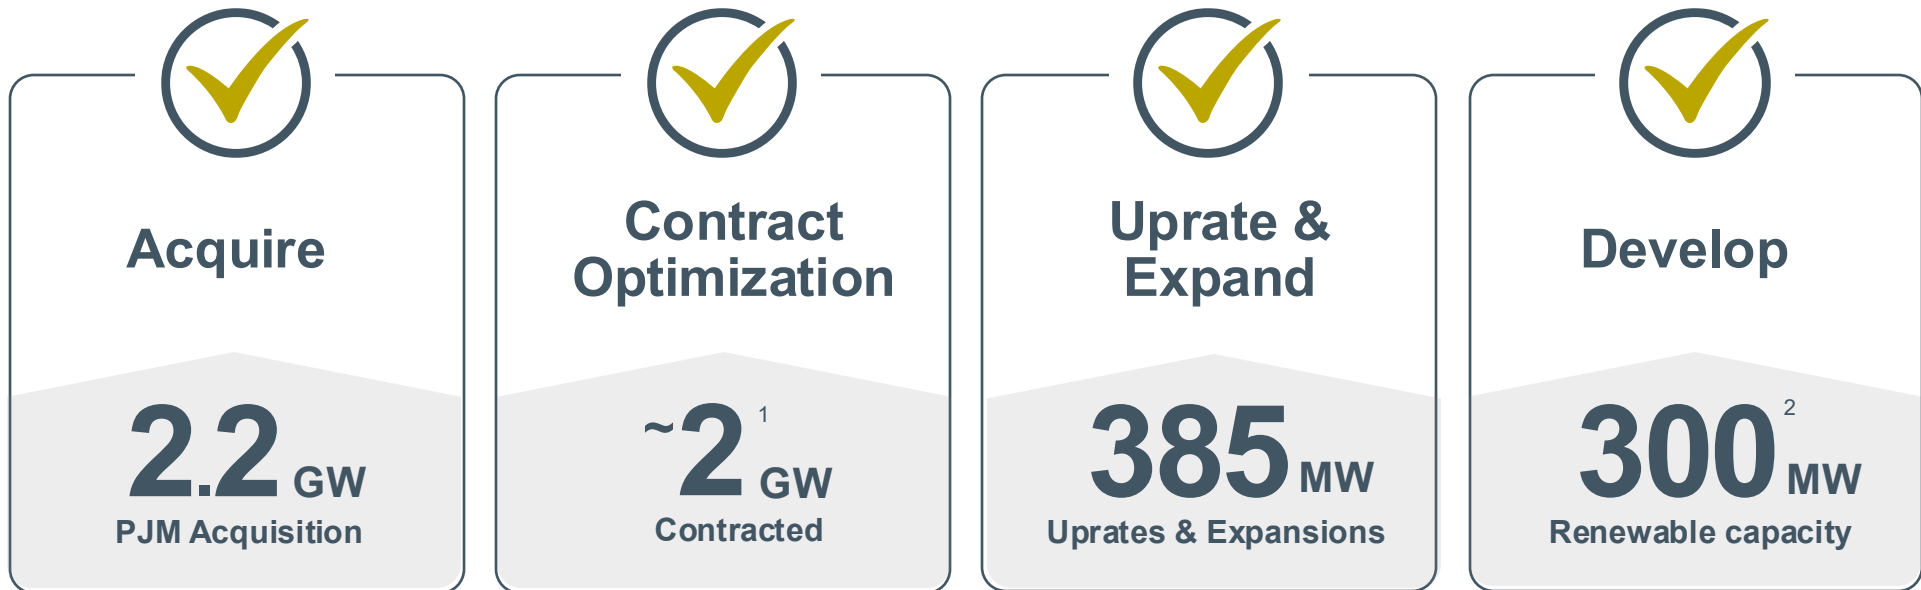 Acquire
2.2 GW
PJM Acquisition
Contract
Optimization
~2 1 GW
Contracted
Uprate &
Expand
385 MW
Uprates & Expansions
Develop
300 2 MW
Renewable capacity